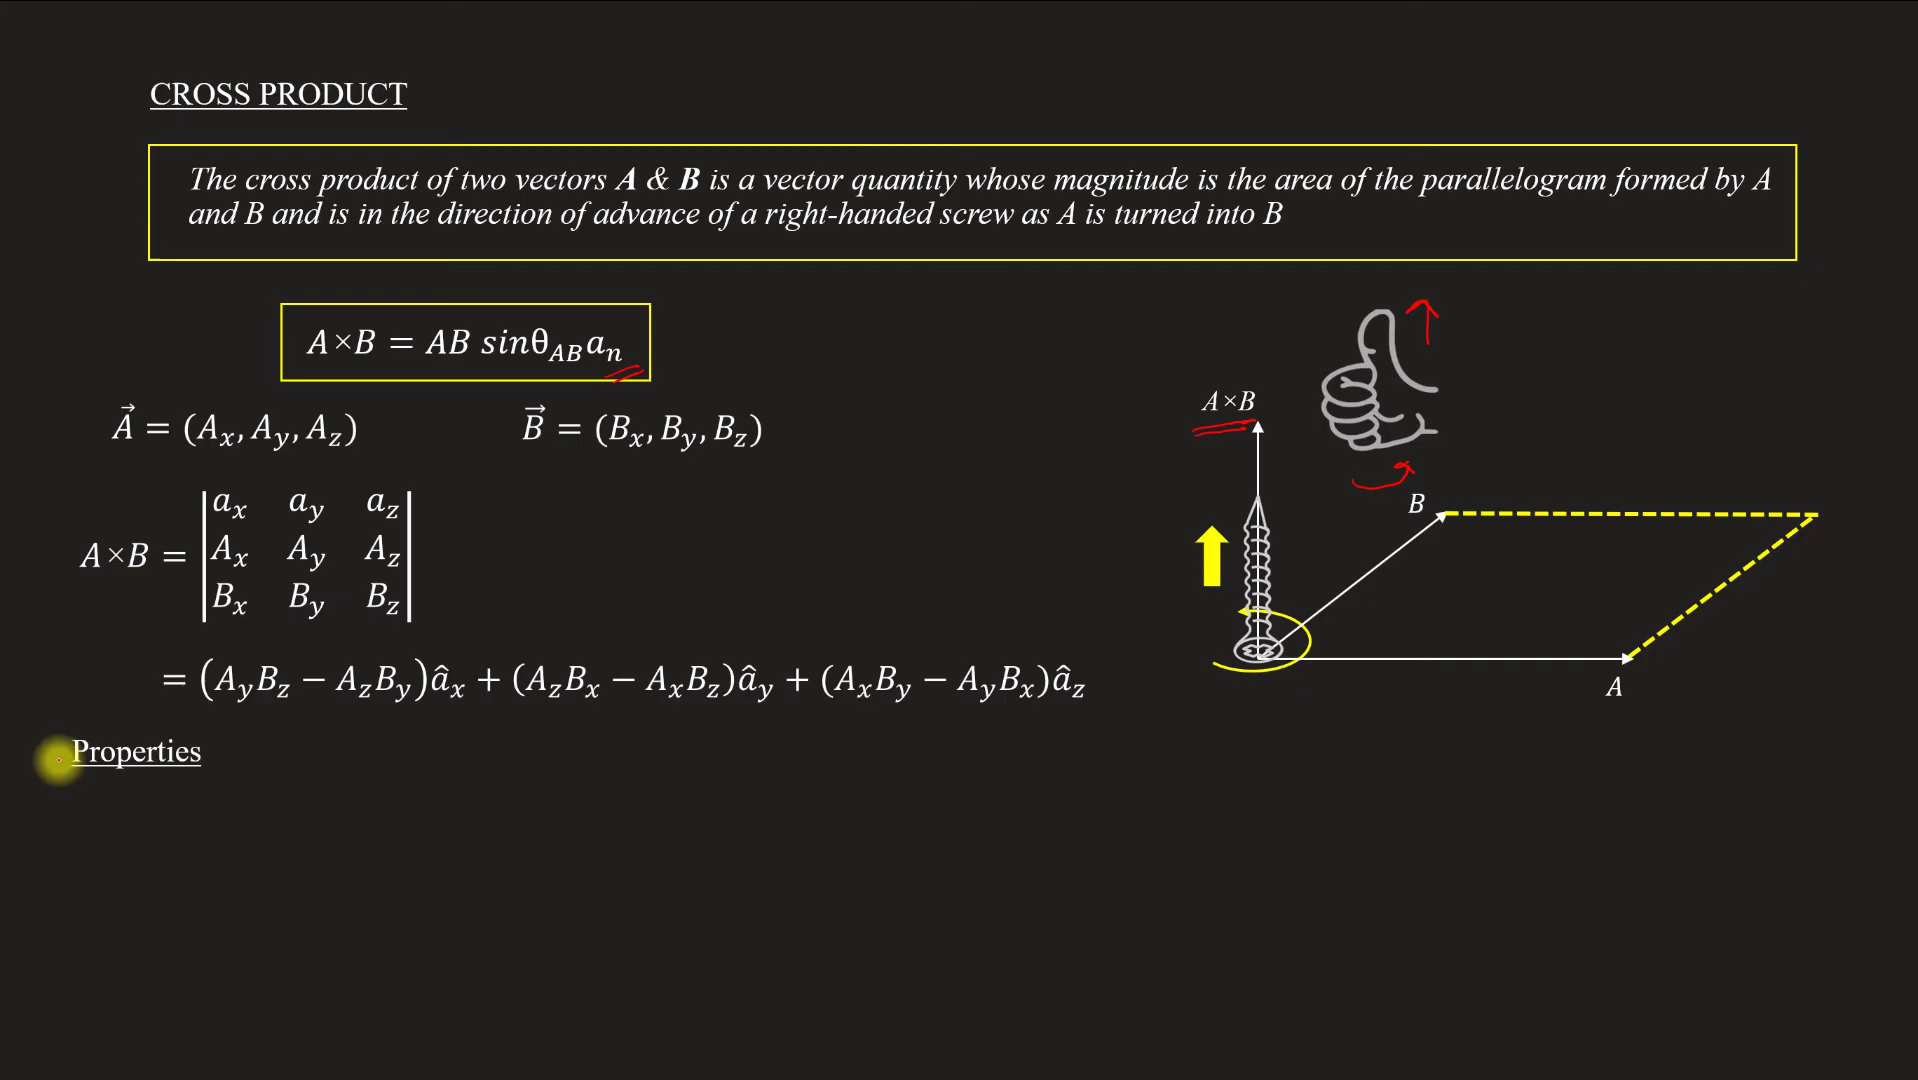 CROSS PRODUCT
The cross product of two vectors A & B is a vector quantity whose magnitude is the area of the parallelogram formed by A
and B and is in the direction of advance of a right-handed screw as A is turned into B
A×B = AB sinθ_AB a_n
A⃗ = (A_x, A_y, A_z)
B⃗ = (B_x, B_y, B_z)
a_x a_y a_z
A×B = A_x A_y A_z
B_x B_y B_z
= (A_yB_z − A_zB_y)â_x + (A_zB_x − A_xB_z)â_y + (A_xB_y − A_yB_x)â_z
Properties
A×B
B
A